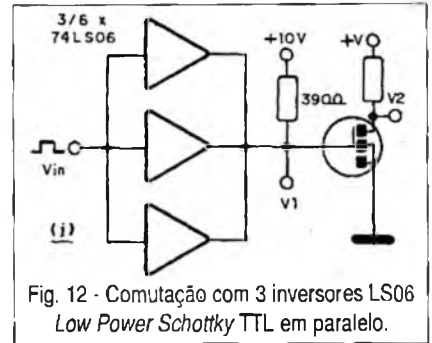 3/6 x
74LS06
+10V
+V
39ΩΩ
V2
Vin
V1
(j)
Fig. 12 - Comutação com 3 inversores LS06
Low Power Schottky TTL em paralelo.